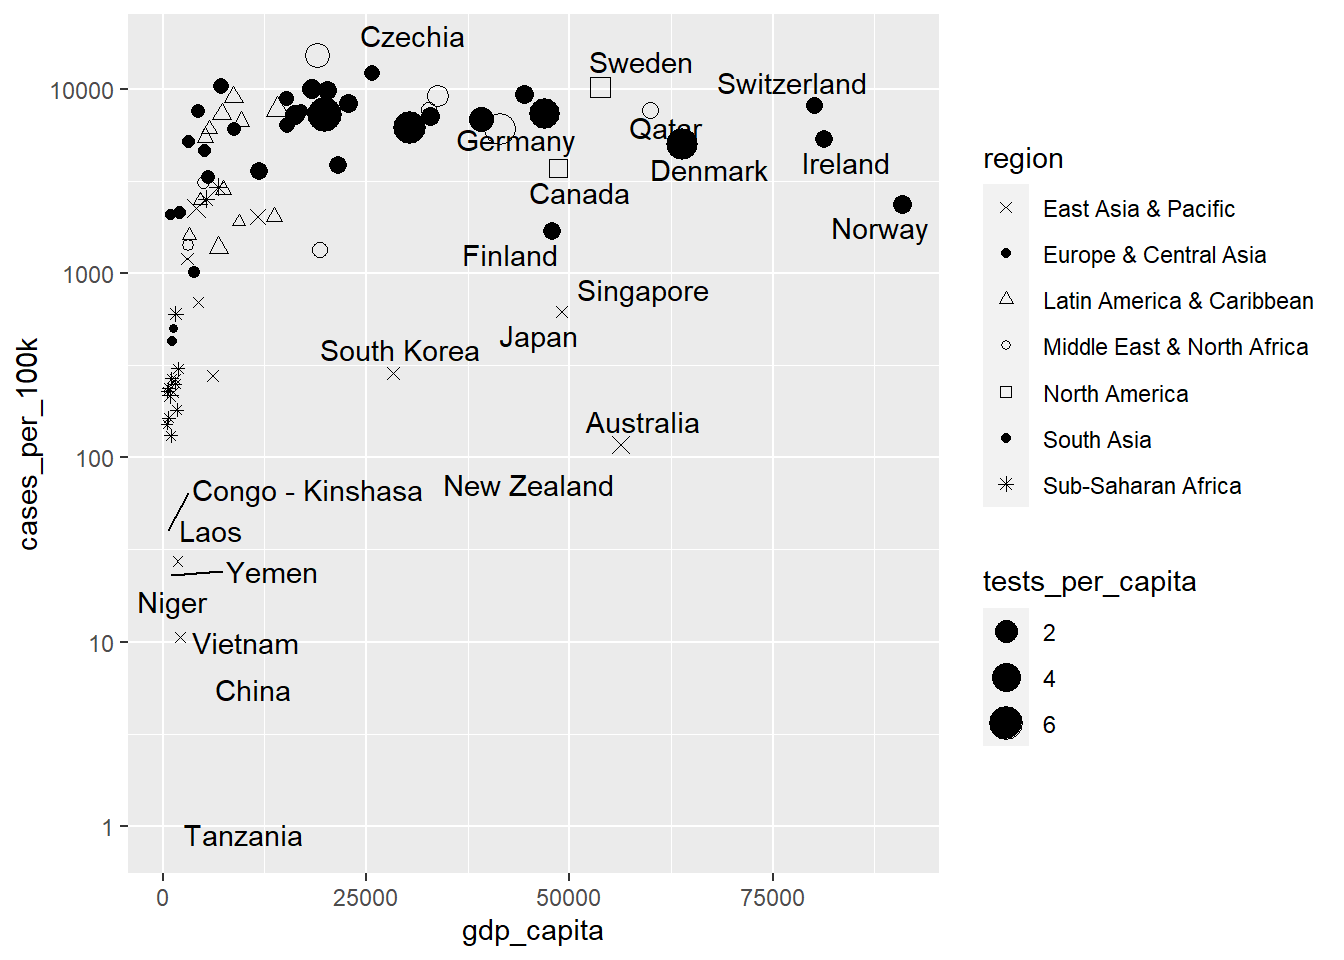 Czechia
Sweden
Switzerland
10000
Qatar
Germany
Ireland
Denmark
Canada
Norway
Finland
1000
Singapore
Japan
South Korea
Australia
100
New Zealand
Congo - Kinshasa
Laos
Yemen
Niger
10
Vietnam
China
1
Tanzania
0
25000
50000
75000
gdp_capita
cases_per_100k
region
East Asia & Pacific
Europe & Central Asia
Latin America & Caribbean
Middle East & North Africa
North America
South Asia
Sub-Saharan Africa
tests_per_capita
2
4
6